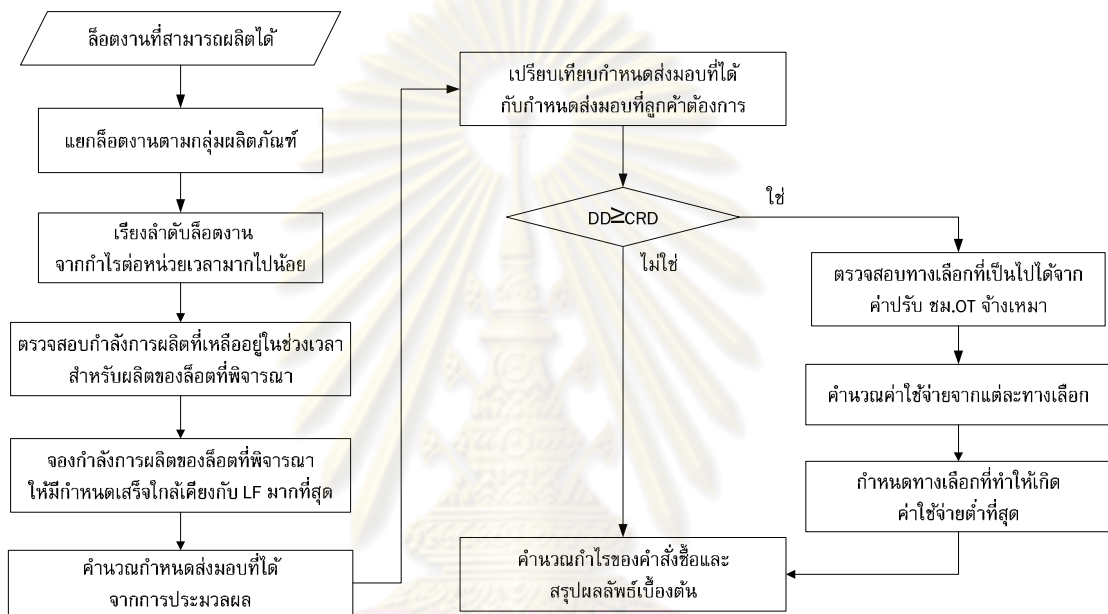 ล็อตงานที่สามารถผลิตได้
แยกล็อตงานตามกลุ่มผลิตภัณฑ์
เรียงลำดับล็อตงาน
จากกำไรต่อหน่วยเวลามากไปน้อย
ตรวจสอบกำลังการผลิตที่เหลืออยู่ในช่วงเวลา
สำหรับผลิตของล็อตที่พิจารณา
จองกำลังการผลิตของล็อตที่พิจารณา
ให้มีกำหนดเสร็จใกล้เคียงกับ LF มากที่สุด
คำนวณกำหนดส่งมอบที่ได้
จากการประมวลผล
เปรียบเทียบกำหนดส่งมอบที่ได้
กับกำหนดส่งมอบที่ลูกค้าต้องการ
DD≥CRD
ใช่
ไม่ใช่
ตรวจสอบทางเลือกที่เป็นไปได้จาก
ค่าปรับ ชม.OT จ้างเหมา
คำนวณค่าใช้จ่ายจากแต่ละทางเลือก
กำหนดทางเลือกที่ทำให้เกิด
ค่าใช้จ่ายต่ำที่สุด
คำนวณกำไรของคำสั่งซื้อและ
สรุปผลลัพธ์เบื้องต้น